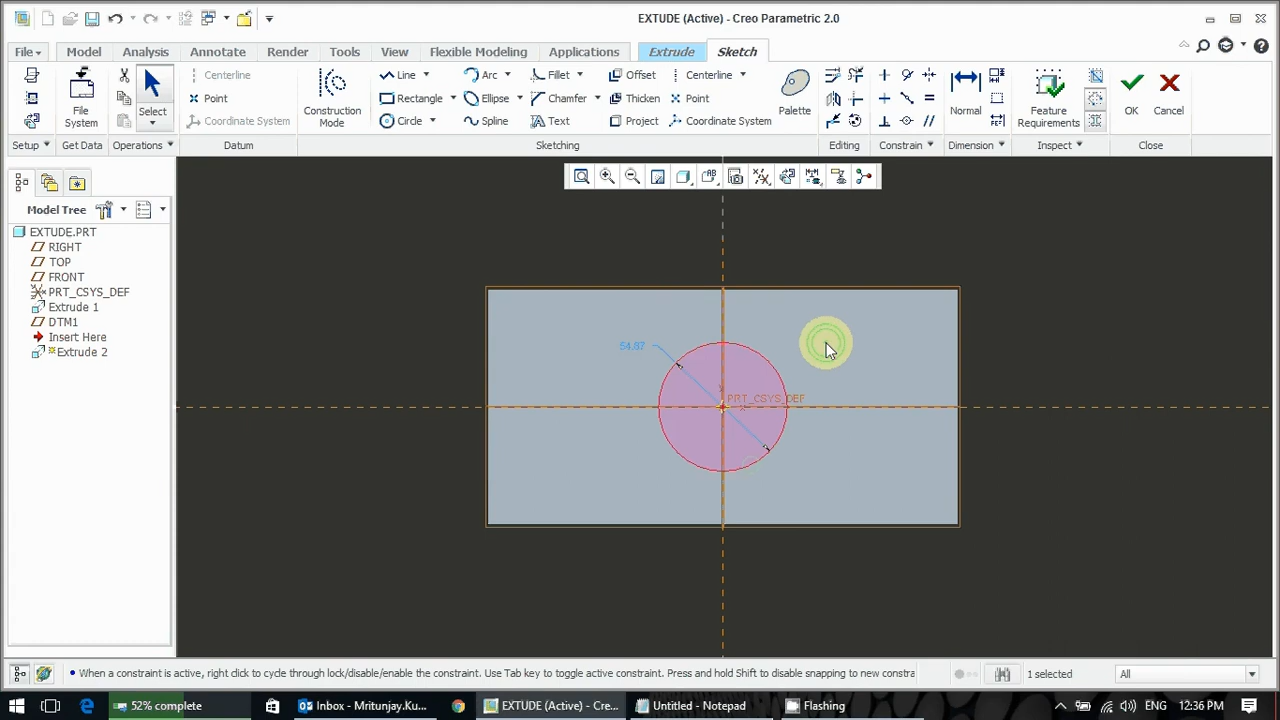 EXTUDE (Active) - Creo Parametric 2.0
File
Model
Analysis
Annotate
Render
Tools
View
Flexible Modeling
Applications
Extrude
Sketch
Centerline
Point
Coordinate System
File
System
Select
Construction
Mode
Line
Arc
Fillet
Offset
Centerline
Rectangle
Ellipse
Chamfer
Thicken
Point
Circle
Spline
Text
Project
Coordinate System
Palette
Normal
Feature
Requirements
OK
Cancel
Setup
Get Data
Operations
Datum
Sketching
Editing
Constrain
Dimension
Inspect
Close
Model Tree
EXTUDE.PRT
RIGHT
TOP
FRONT
PRT_CSYS_DEF
Extrude 1
DTM1
Insert Here
Extrude 2
54.87
PRT_CSYS_DEF
When a constraint is active, right click to cycle through lock/disable/enable the constraint. Use Tab key to toggle active constraint. Press and hold Shift to disable snapping to new constra
1 selected
All
52% complete
Inbox - Mritunjay.Ku...
EXTUDE (Active) - Cre...
Untitled - Notepad
Flashing
ENG
12:36 PM